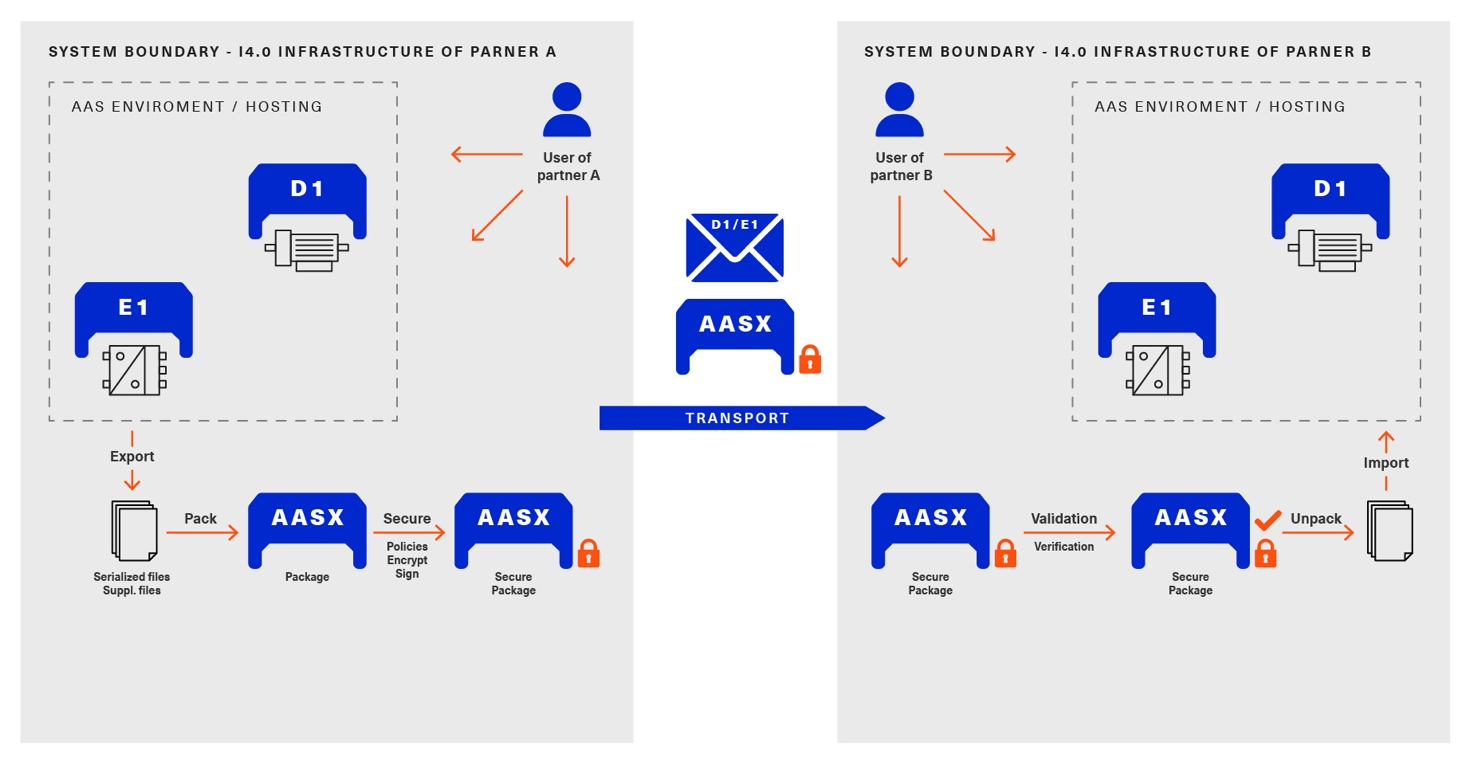 SYSTEM BOUNDARY - I4.0 INFRASTRUCTURE OF PARNER A
AAS ENVIROMENT / HOSTING
D1
E1
User of
partner A
Export
Serialized files
Suppl. files
Pack
AASX
Package
Secure
Policies
Encrypt
Sign
AASX
Secure
Package
D1/E1
AASX
TRANSPORT
SYSTEM BOUNDARY - I4.0 INFRASTRUCTURE OF PARNER B
User of
partner B
AAS ENVIROMENT / HOSTING
D1
E1
AASX
Secure
Package
Validation
Verification
AASX
Secure
Package
Unpack
Import